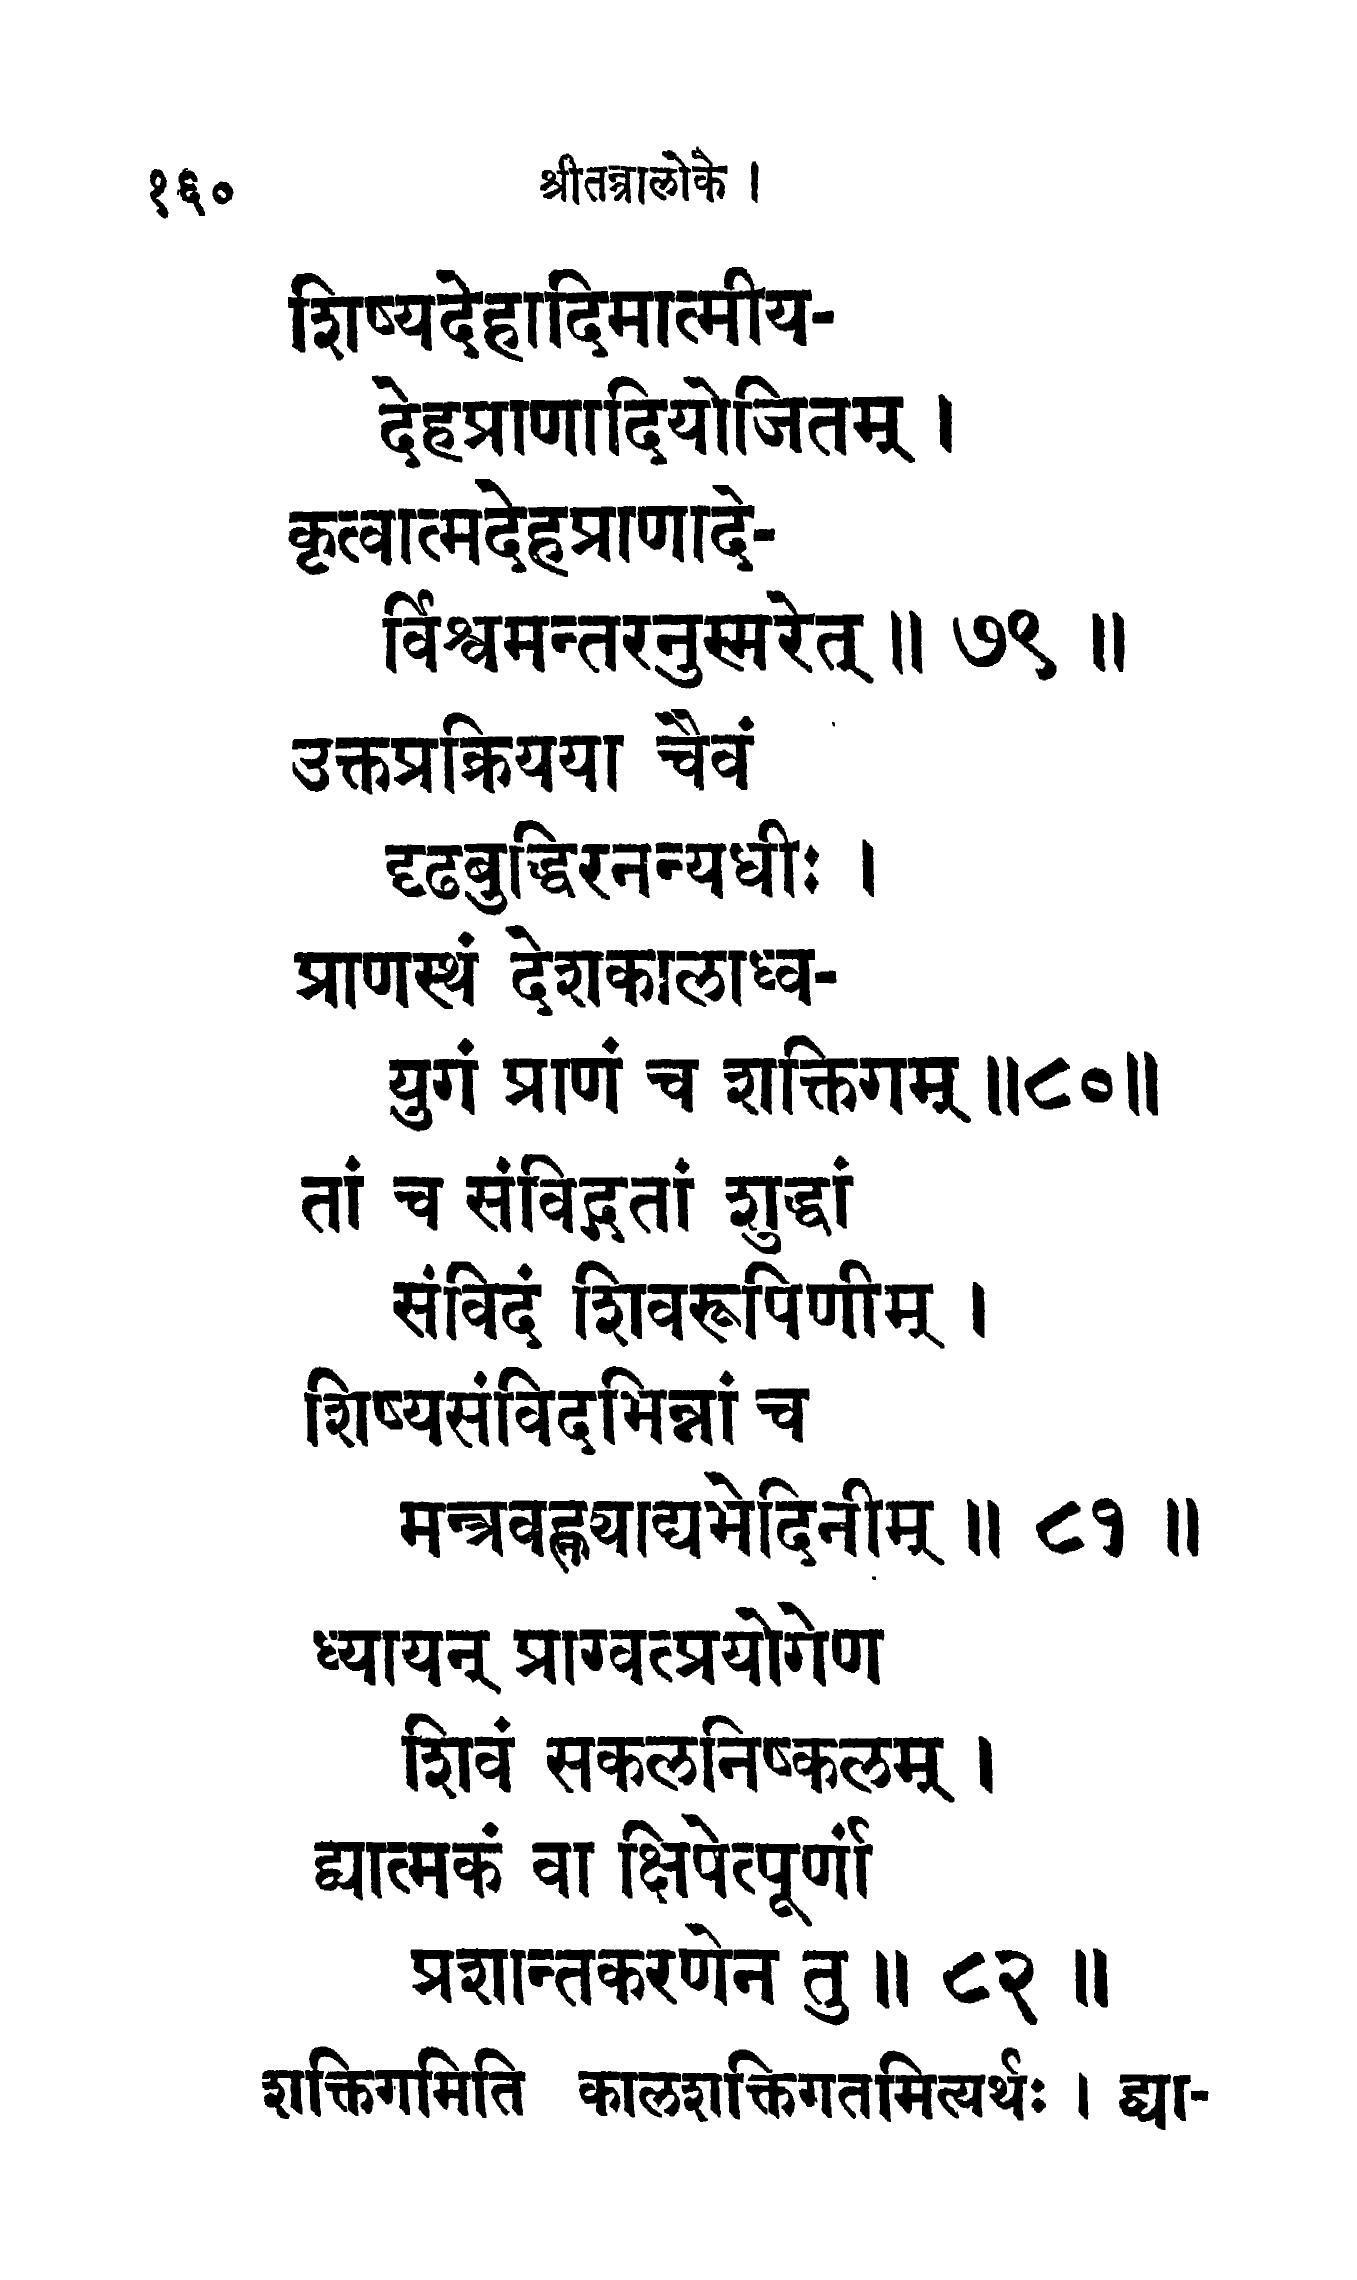 १६० श्रीतन्त्रालोके ।
शिष्यदेहादिमात्मीय-
देहप्राणादियोजितम् ।
कृत्वात्मदेहप्राणादे-
र्विश्वमन्तरनुस्मरेत् ॥ ७९ ॥
उक्तप्रक्रियया चैवं
दृढबुद्धिरनन्यधीः ।
प्राणस्थं देशकालाध्व-
युगं प्राणं च शक्तिगम् ॥८०॥
तां च संविद्गतां शुद्धां
संविदं शिवरूपिणीम् ।
शिष्यसंविदभिन्नां च
मन्त्रवह्न्याद्यभेदिनीम् ॥ ८१ ॥
ध्यायन् प्राग्वत्प्रयोगेण
शिवं सकलनिष्कलम् ।
द्व्यात्मकं वा क्षिपेत्पूर्णां
प्रशान्तकरणेन तु ॥ ८२ ॥
शक्तिगमिति कालशक्तिगतमित्यर्थः । द्व्या-